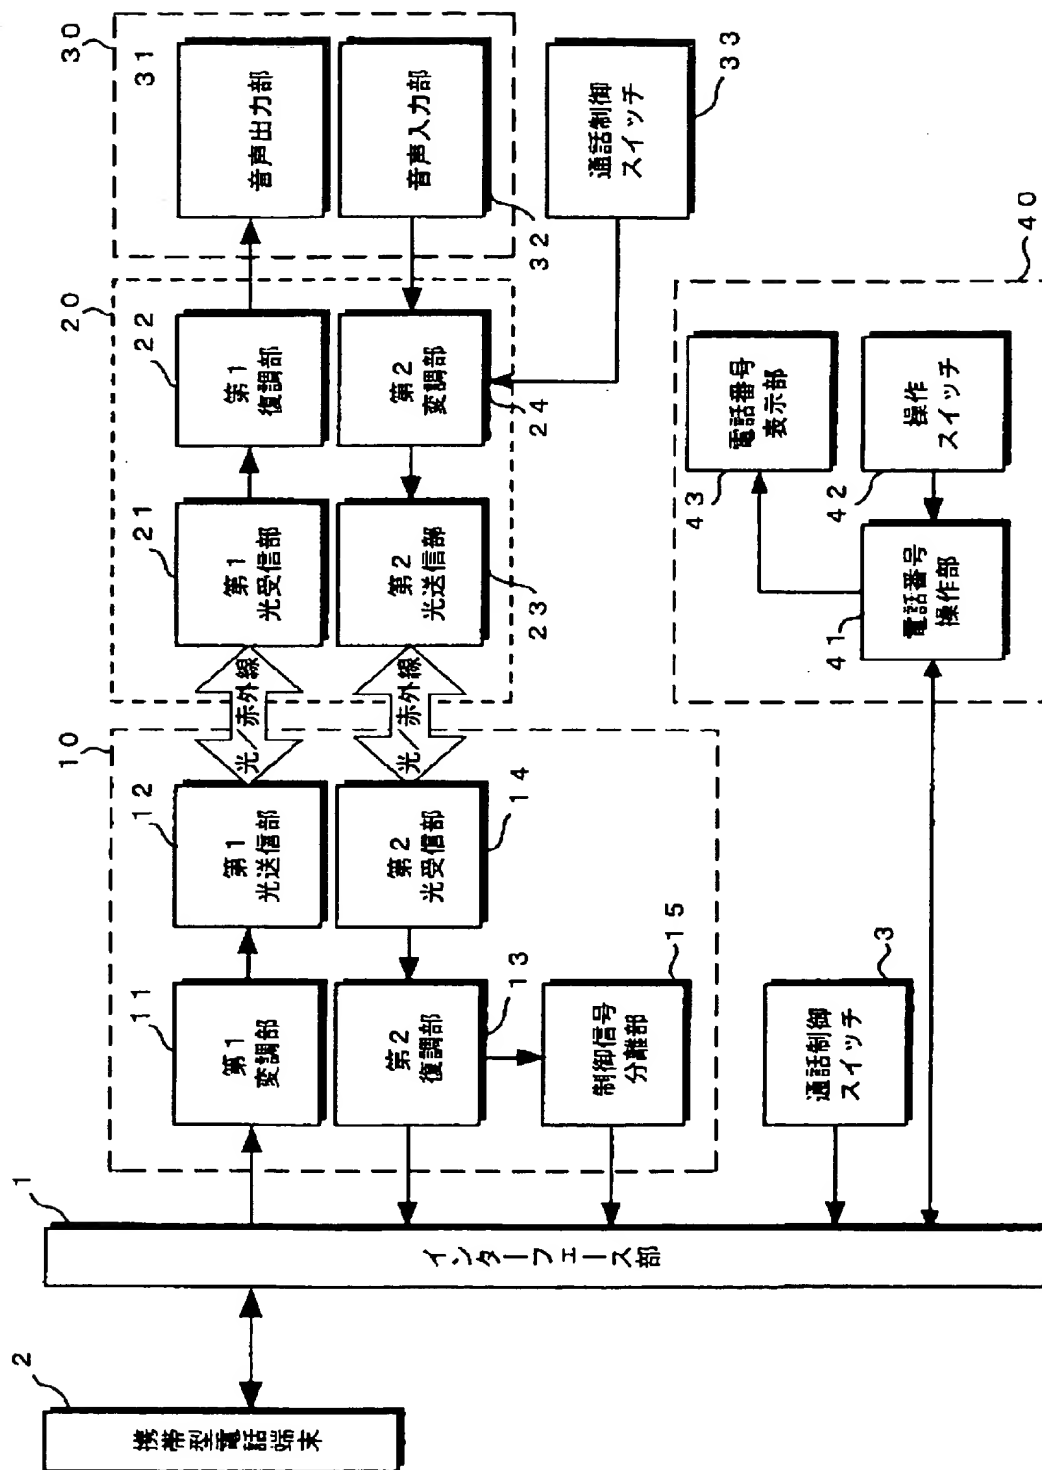 2
携帯型電話端末
1
インターフェース部
10
11
第1
変調部
12
第1
光送信部
第2
復調部
13
第2
光受信部
14
制御信号
分離部
15
通話制御
スイッチ
3
光/赤外線
光/赤外線
20
21
第1
光受信部
22
第1
復調部
第2
光送信部
23
第2
変調部
24
30
31
音声出力部
音声入力部
32
通話制御
スイッチ
33
40
41
電話番号
操作部
42
操作
スイッチ
43
電話番号
表示部